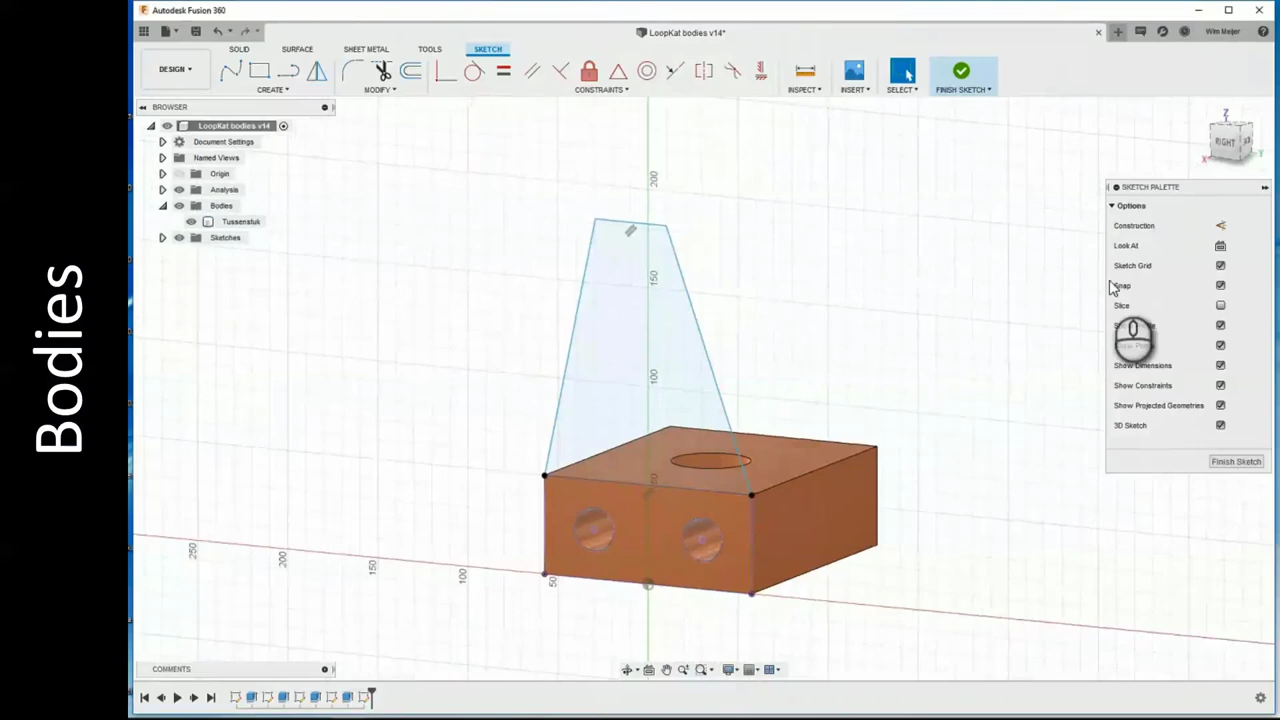 Bodies
Autodesk Fusion 360
LoopKat bodies v14*
Wim Meijer
DESIGN
SOLID SURFACE SHEET METAL TOOLS SKETCH
CREATE MODIFY CONSTRAINTS INSPECT INSERT SELECT FINISH SKETCH
BROWSER
LoopKat bodies v14
Document Settings
Named Views
Origin
Analysis
Bodies
Tussenstuk
Sketches
Z
RIGHT
X Y
SKETCH PALETTE
Options
Construction
Look At
Sketch Grid
Snap
Slice
Show Dimensions
Show Constraints
Show Projected Geometries
3D Sketch
Finish Sketch
200
150
100
50
250 200 150 100 50
COMMENTS